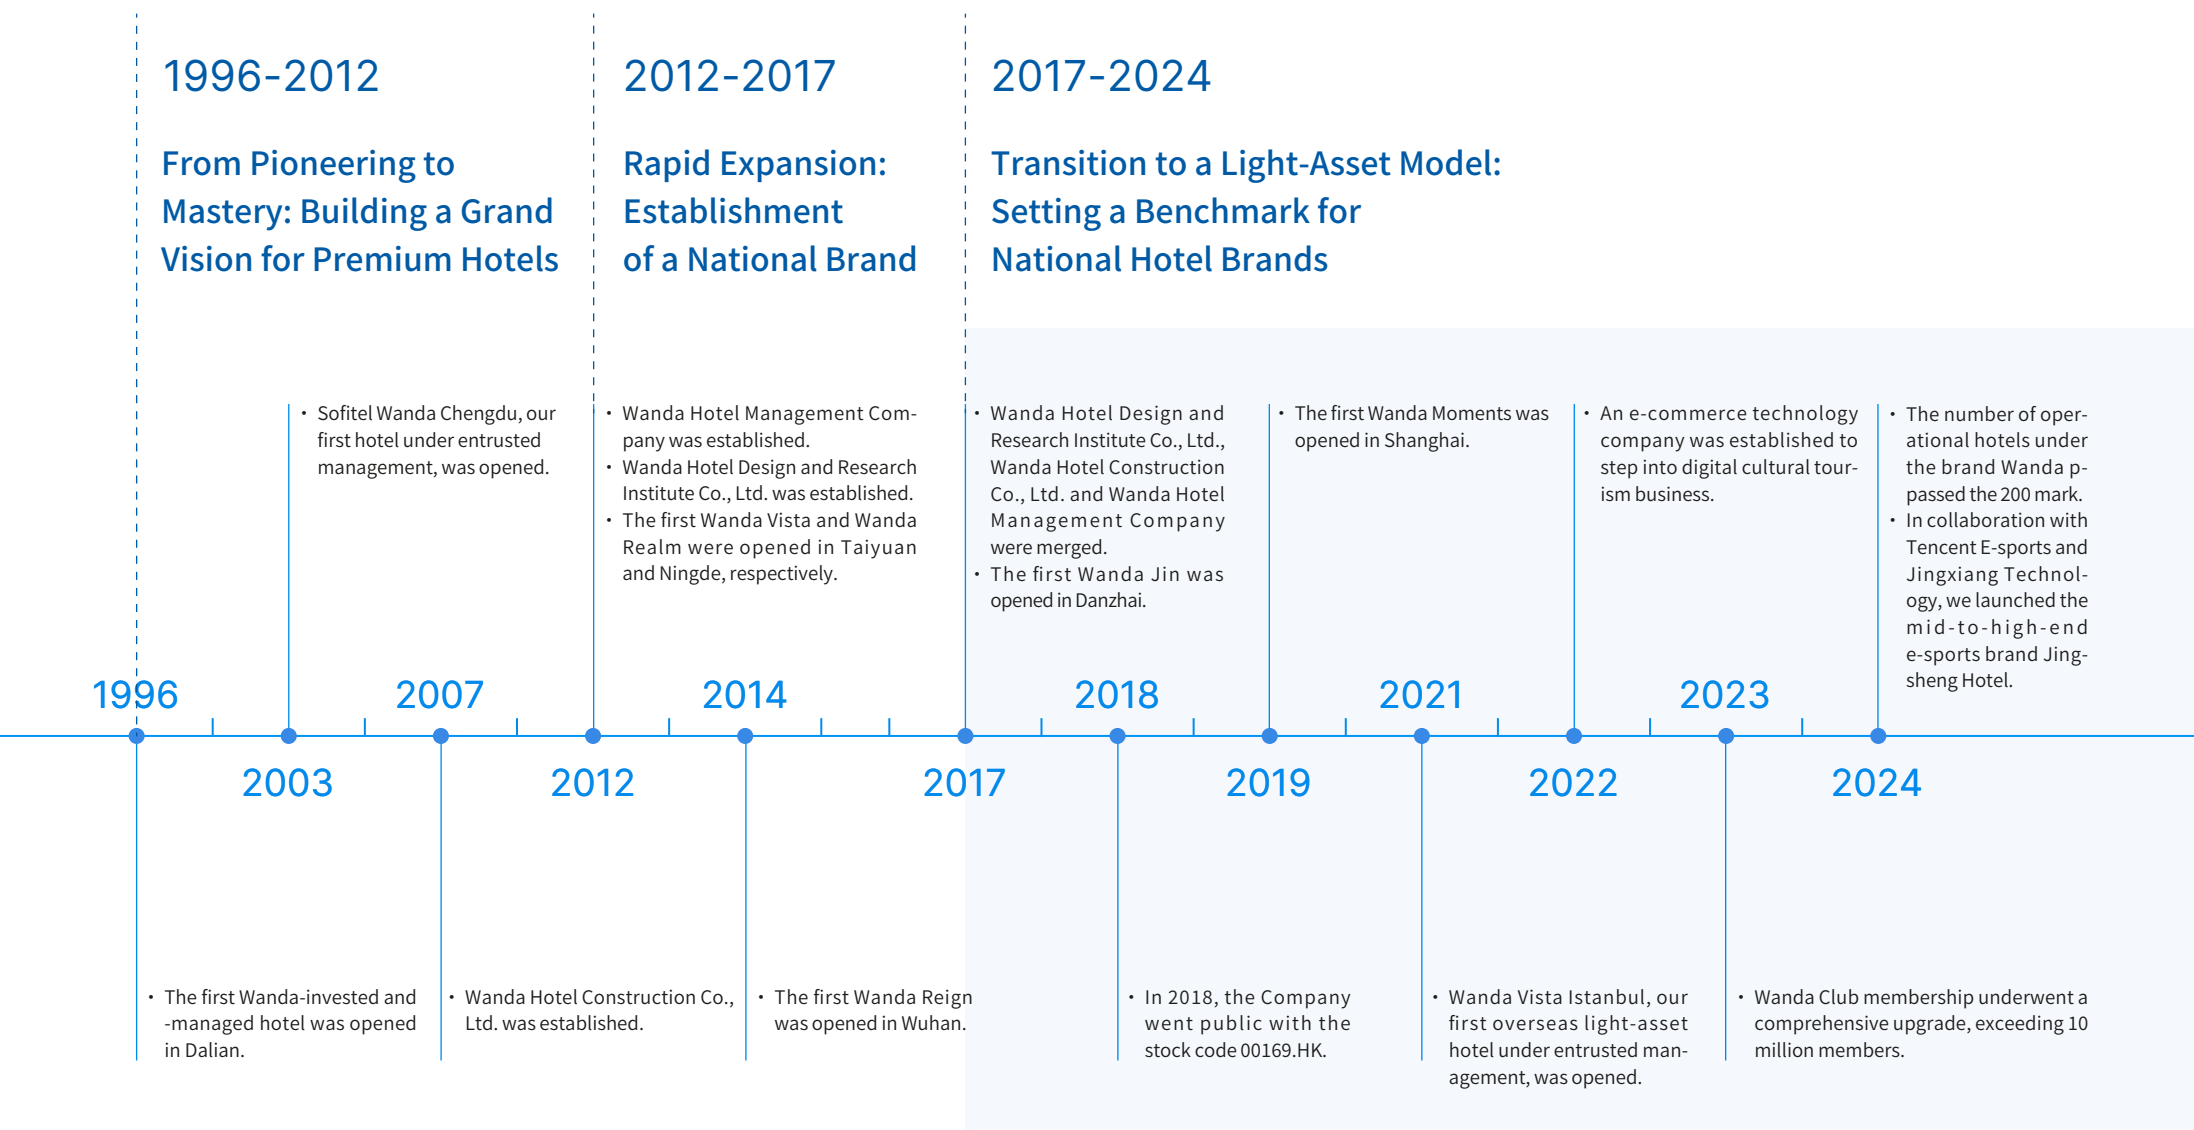 1996-2012
From Pioneering to
Mastery: Building a Grand
Vision for Premium Hotels
2012-2017
Rapid Expansion:
Establishment
of a National Brand
2017-2024
Transition to a Light-Asset Model:
Setting a Benchmark for
National Hotel Brands
• Sofitel Wanda Chengdu, our
first hotel under entrusted
management, was opened.
• Wanda Hotel Management Com-
pany was established.
• Wanda Hotel Design and Research
Institute Co., Ltd. was established.
• The first Wanda Vista and Wanda
Realm were opened in Taiyuan
and Ningde, respectively.
• Wanda Hotel Design and
Research Institute Co., Ltd.,
Wanda Hotel Construction
Co., Ltd. and Wanda Hotel
Management Company
were merged.
• The first Wanda Jin was
opened in Danzhai.
• The first Wanda Moments was
opened in Shanghai.
• An e-commerce technology
company was established to
step into digital cultural tour-
ism business.
• The number of oper-
ational hotels under
the brand Wanda p-
passed the 200 mark.
• In collaboration with
Tencent E-sports and
Jingxiang Technol-
ogy, we launched the
mid-to-high-end
e-sports brand Jing-
sheng Hotel.
1996
2003
2007
2012
2014
2017
2018
2019
2021
2022
2023
2024
• The first Wanda-invested and
-managed hotel was opened
in Dalian.
• Wanda Hotel Construction Co.,
Ltd. was established.
• The first Wanda Reign
was opened in Wuhan.
• In 2018, the Company
went public with the
stock code 00169.HK.
• Wanda Vista Istanbul, our
first overseas light-asset
hotel under entrusted man-
agement, was opened.
• Wanda Club membership underwent a
comprehensive upgrade, exceeding 10
million members.